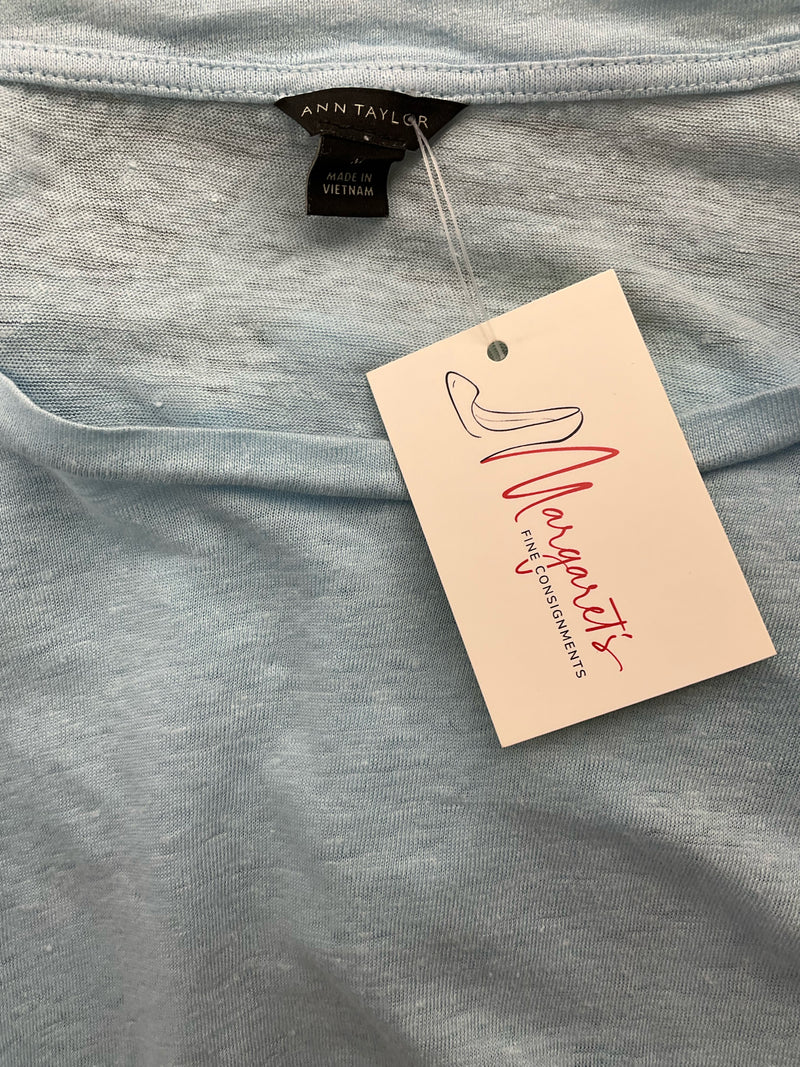 ANN TAYLOR
MADE IN
VIETNAM
Margaret's
FINE CONSIGNMENTS